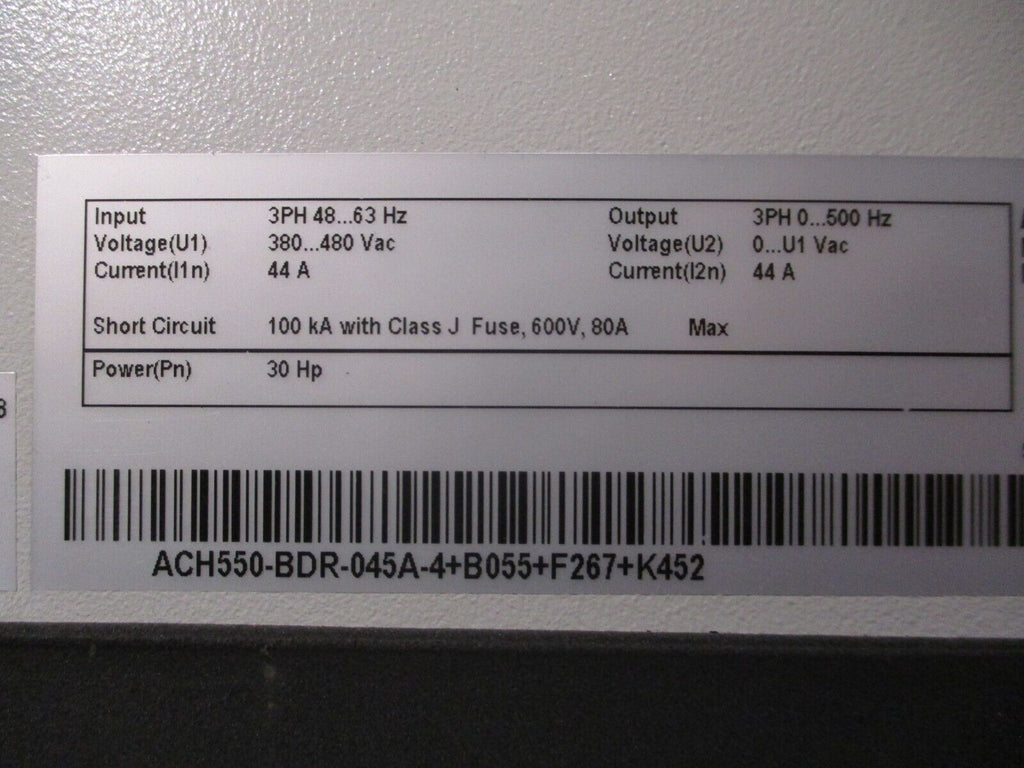 Input 3PH 48...63 Hz Output 3PH 0...500 Hz
Voltage(U1) 380...480 Vac Voltage(U2) 0...U1 Vac
Current(I1n) 44 A Current(I2n) 44 A
Short Circuit 100 kA with Class J Fuse, 600V, 80A Max
Power(Pn) 30 Hp
ACH550-BDR-045A-4+B055+F267+K452